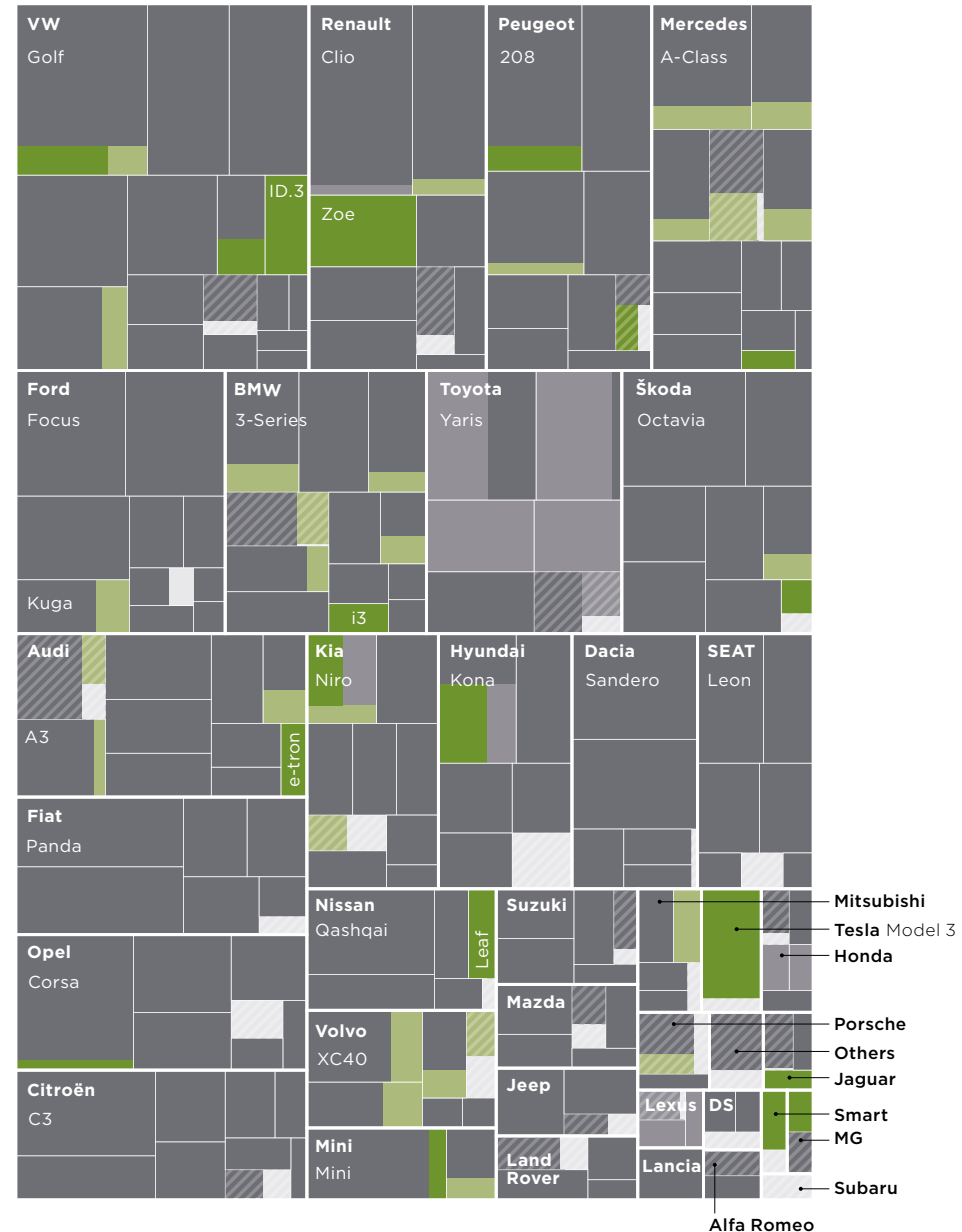 VW
Golf
ID.3
Renault
Clio
Zoe
Peugeot
208
Mercedes
A-Class
Ford
Focus
Kuga
BMW
3-Series
i3
Toyota
Yaris
Škoda
Octavia
Audi
A3
e-tron
Kia
Niro
Hyundai
Kona
Dacia
Sandero
SEAT
Leon
Fiat
Panda
Opel
Corsa
Citroën
C3
Nissan
Qashqai
Leaf
Volvo
XC40
Mini
Mini
Suzuki
Mazda
Jeep
Land
Rover
Lexus
DS
Lancia
Mitsubishi
Tesla Model 3
Honda
Porsche
Others
Jaguar
Smart
MG
Subaru
Alfa Romeo